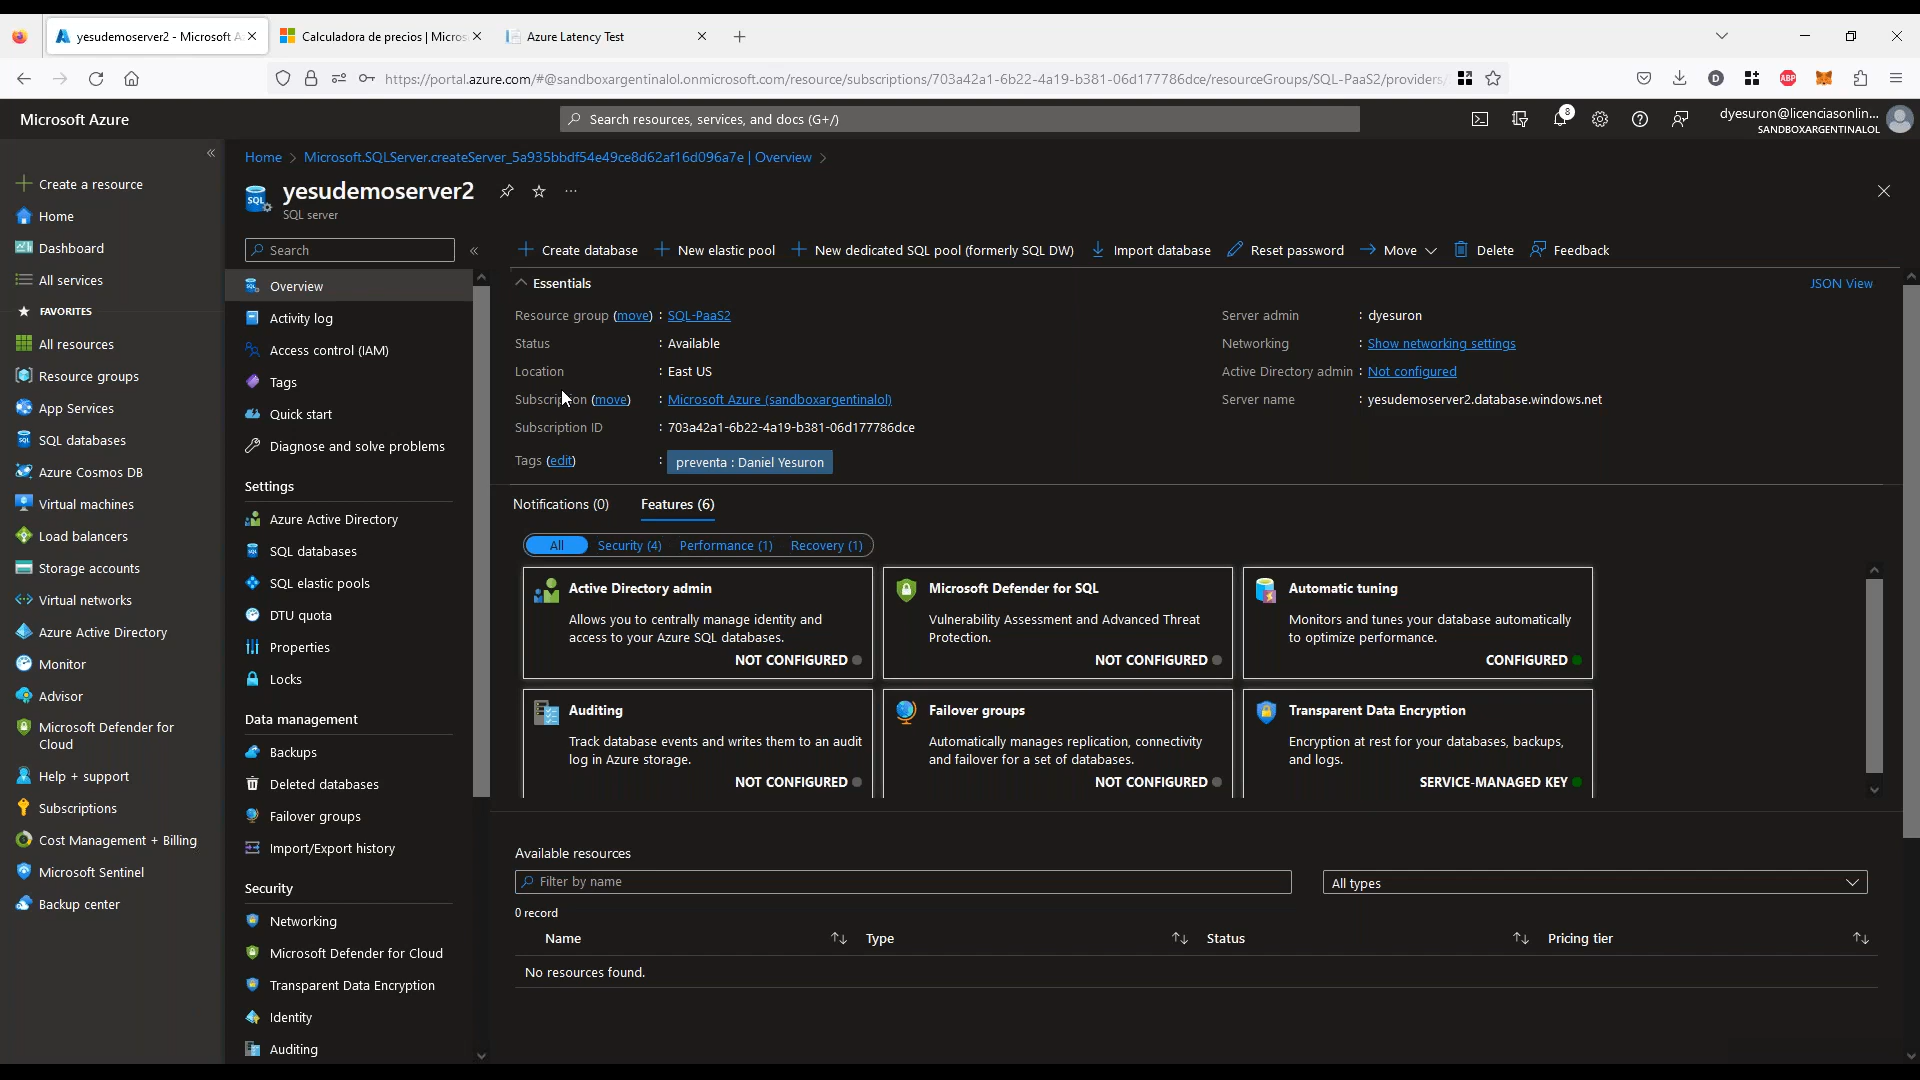 yesudemoserver2 - Microsoft A
Calculadora de precios | Micros
Azure Latency Test
https://portal.azure.com/#@sandboxargentinalol.onmicrosoft.com/resource/subscriptions/703a42a1-6b22-4a19-b381-06d177786dce/resourceGroups/SQL-PaaS2/providers/
D
ABP
Microsoft Azure
Search resources, services, and docs (G+/)
8
dyesuron@licenciasonlin...
SANDBOXARGENTINALOL
Create a resource
Home
Dashboard
All services
FAVORITES
All resources
Resource groups
App Services
SQL databases
Azure Cosmos DB
Virtual machines
Load balancers
Storage accounts
Virtual networks
Azure Active Directory
Monitor
Advisor
Microsoft Defender for
Cloud
Help + support
Subscriptions
Cost Management + Billing
Microsoft Sentinel
Backup center
Home > Microsoft.SQLServer.createServer_5a935bbdf54e49ce8d62af16d096a7e | Overview >
SQL
yesudemoserver2 ...
SQL server
Search
Overview
Activity log
Access control (IAM)
Tags
Quick start
Diagnose and solve problems
Settings
Azure Active Directory
SQL databases
SQL elastic pools
DTU quota
Properties
Locks
Data management
Backups
Deleted databases
Failover groups
Import/Export history
Security
Networking
Microsoft Defender for Cloud
Transparent Data Encryption
Identity
Auditing
Create database
New elastic pool
New dedicated SQL pool (formerly SQL DW)
Import database
Reset password
Move
Delete
Feedback
Essentials
JSON View
Resource group (move) : SQL-PaaS2
Status : Available
Location : East US
Subscription (move) : Microsoft Azure (sandboxargentinalol)
Subscription ID : 703a42a1-6b22-4a19-b381-06d177786dce
Tags (edit) : preventa : Daniel Yesuron
Server admin : dyesuron
Networking : Show networking settings
Active Directory admin : Not configured
Server name : yesudemoserver2.database.windows.net
Notifications (0)
Features (6)
All
Security (4)
Performance (1)
Recovery (1)
Active Directory admin
Allows you to centrally manage identity and
access to your Azure SQL databases.
NOT CONFIGURED
Microsoft Defender for SQL
Vulnerability Assessment and Advanced Threat
Protection.
NOT CONFIGURED
Automatic tuning
Monitors and tunes your database automatically
to optimize performance.
CONFIGURED
Auditing
Track database events and writes them to an audit
log in Azure storage.
NOT CONFIGURED
Failover groups
Automatically manages replication, connectivity
and failover for a set of databases.
NOT CONFIGURED
Transparent Data Encryption
Encryption at rest for your databases, backups,
and logs.
SERVICE-MANAGED KEY
Available resources
Filter by name
All types
0 record
Name
Type
Status
Pricing tier
No resources found.